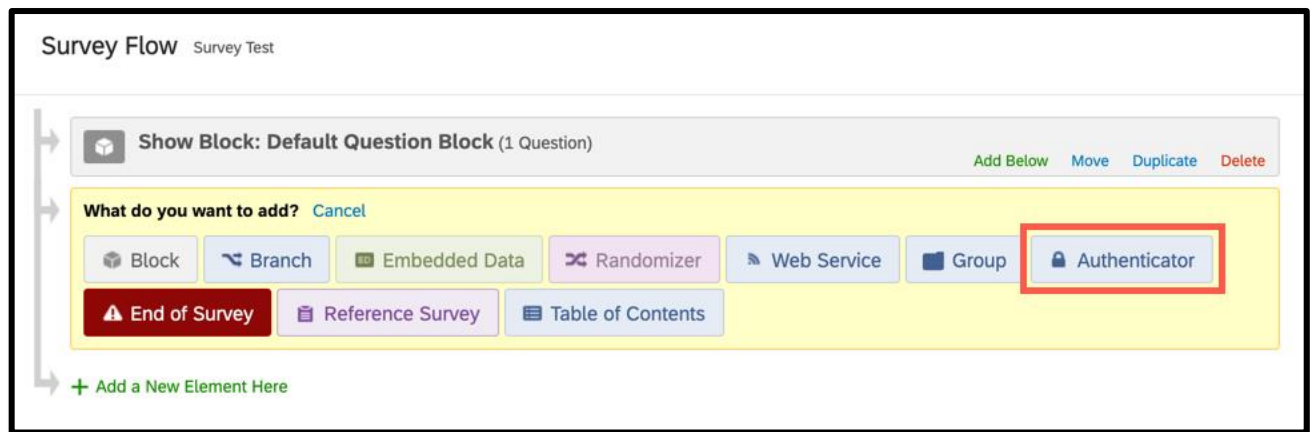 Survey Flow Survey Test
Show Block: Default Question Block (1 Question)
Add Below Move Duplicate Delete
What do you want to add? Cancel
Block Branch Embedded Data Randomizer Web Service Group Authenticator
End of Survey Reference Survey Table of Contents
+ Add a New Element Here